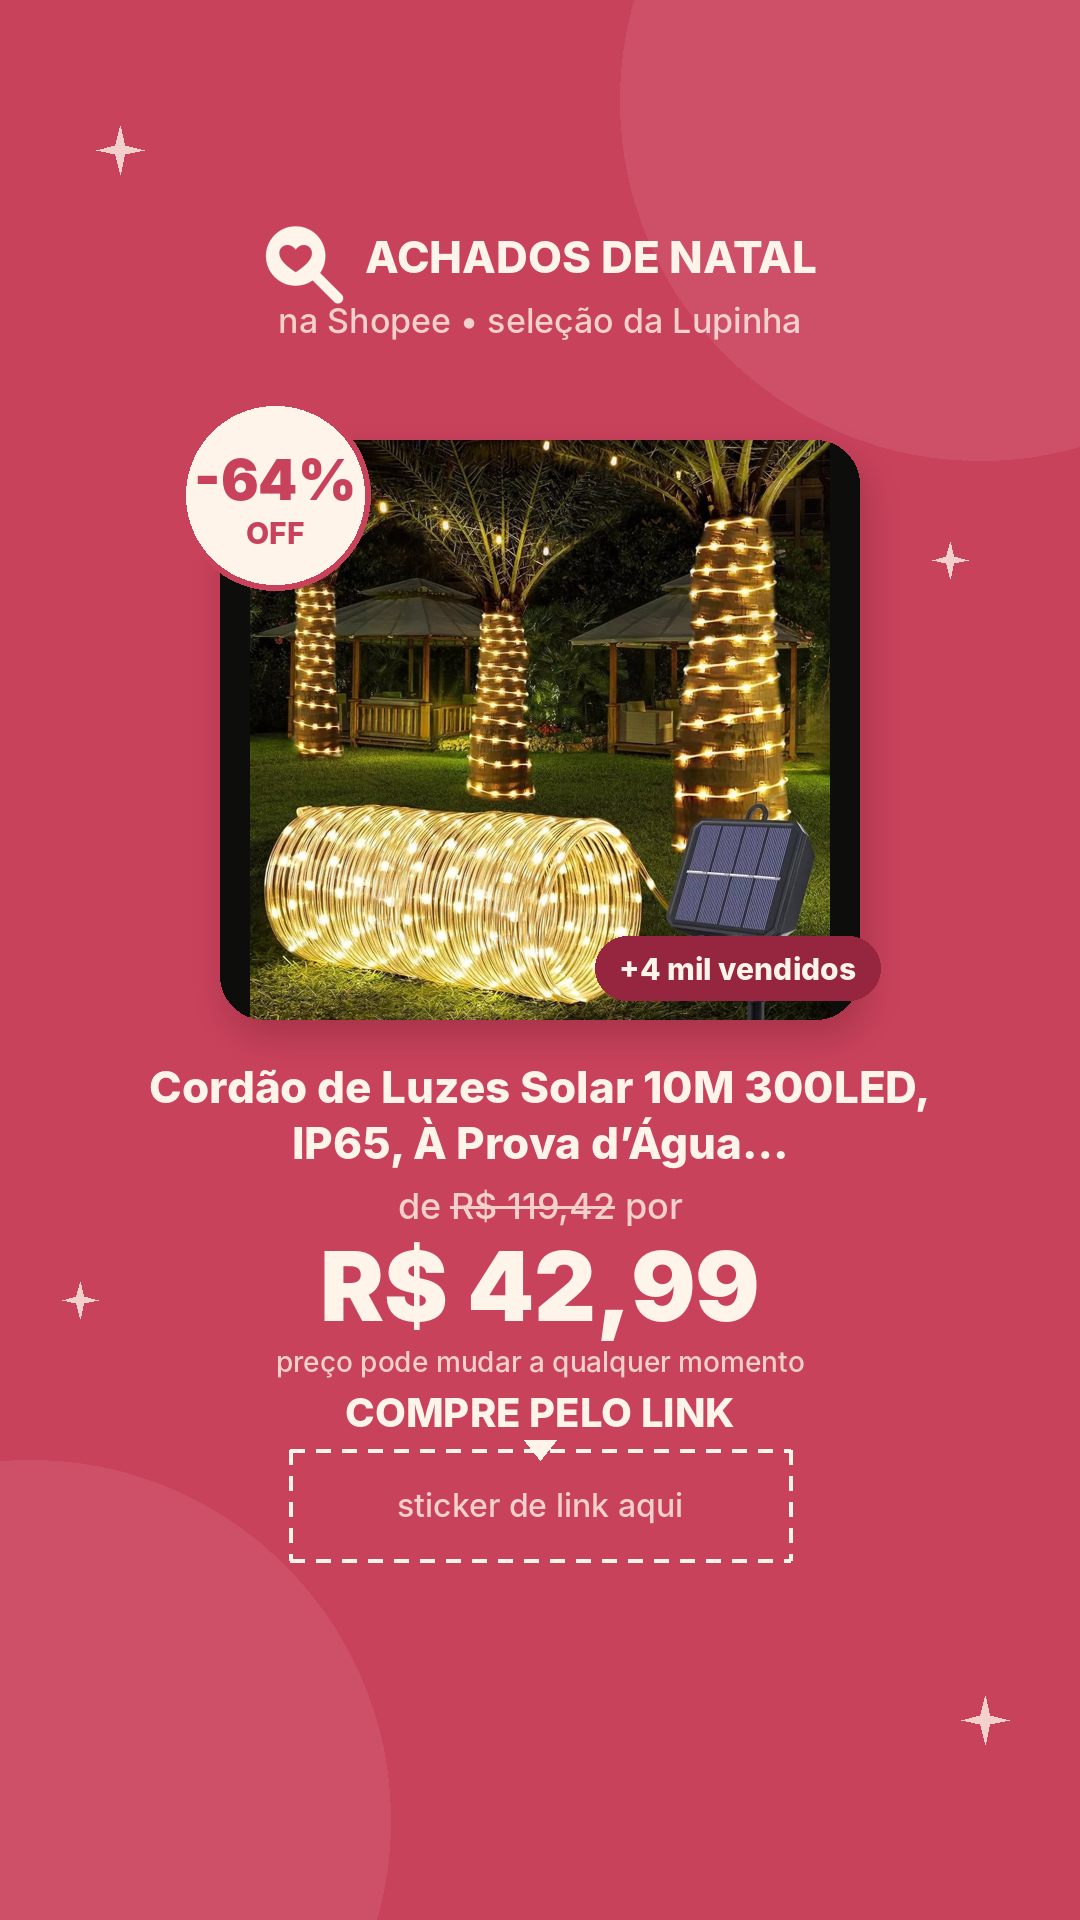 ACHADOS DE NATAL
na Shopee • seleção da Lupinha
-64%
OFF
+4 mil vendidos
Cordão de Luzes Solar 10M 300LED,
IP65, À Prova d’Água...
de R$ 119,42 por
R$ 42,99
preço pode mudar a qualquer momento
COMPRE PELO LINK
sticker de link aqui